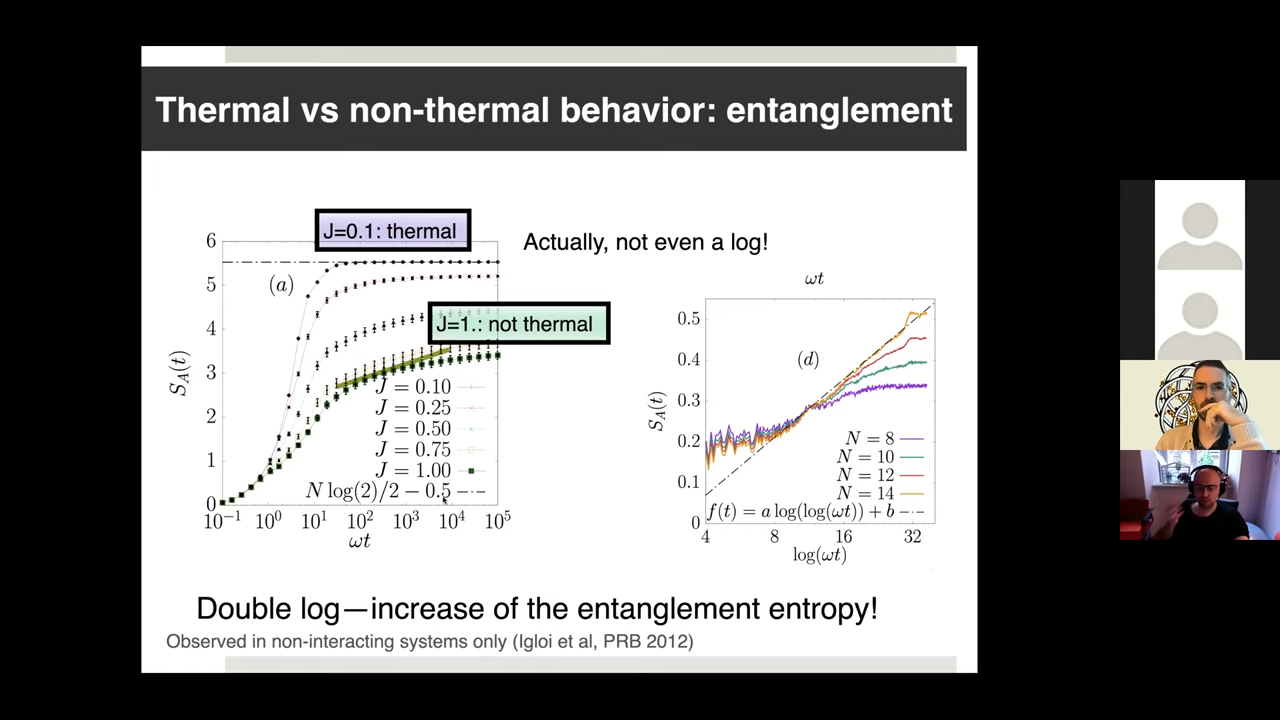 Thermal vs non-thermal behavior: entanglement
J=0.1: thermal
Actually, not even a log!
J=1.: not thermal
6
5
4
3
2
1
0
S_A(t)
(a)
J = 0.10
J = 0.25
J = 0.50
J = 0.75
J = 1.00
N log(2)/2 − 0.5
10^{-1} 10^0 10^1 10^2 10^3 10^4 10^5
ωt
ωt
0.5
0.4
0.3
0.2
0.1
0
S_A(t)
(d)
N = 8
N = 10
N = 12
N = 14
f(t) = a log(log(ωt)) + b
4 8 16 32
log(ωt)
Double log—increase of the entanglement entropy!
Observed in non-interacting systems only (Igloi et al, PRB 2012)